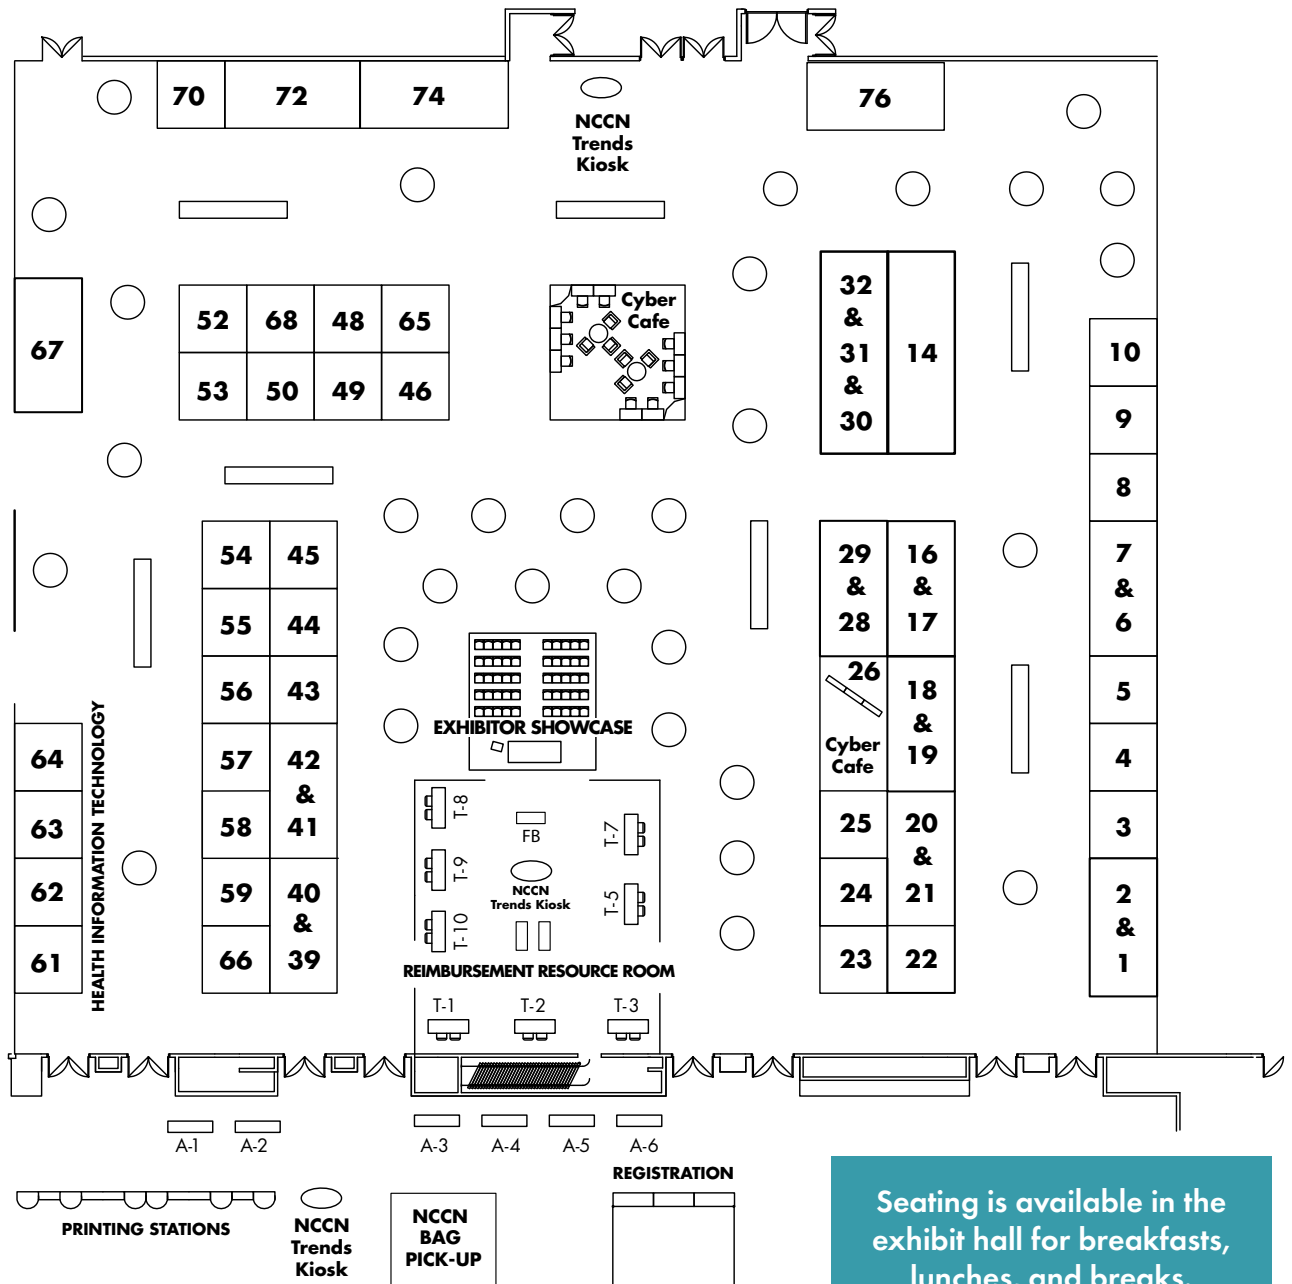 70
72
74
NCCN
Trends
Kiosk
76
67
52
68
48
65
53
50
49
46
Cyber
Cafe
32
&
31
&
30
14
10
9
8
7
&
6
5
4
3
2
&
1
54
45
55
44
56
43
57
42
&
41
58
59
40
&
39
66
64
63
62
61
HEALTH INFORMATION TECHNOLOGY
EXHIBITOR SHOWCASE
T-8
T-9
T-10
FB
T-7
T-5
NCCN
Trends Kiosk
REIMBURSEMENT RESOURCE ROOM
T-1
T-2
T-3
29
&
28
16
&
17
26
Cyber
Cafe
18
&
19
25
20
&
21
24
23
22
A-1
A-2
A-3
A-4
A-5
A-6
PRINTING STATIONS
NCCN
Trends
Kiosk
NCCN
BAG
PICK-UP
REGISTRATION
Seating is available in the
exhibit hall for breakfasts,
lunches, and breaks